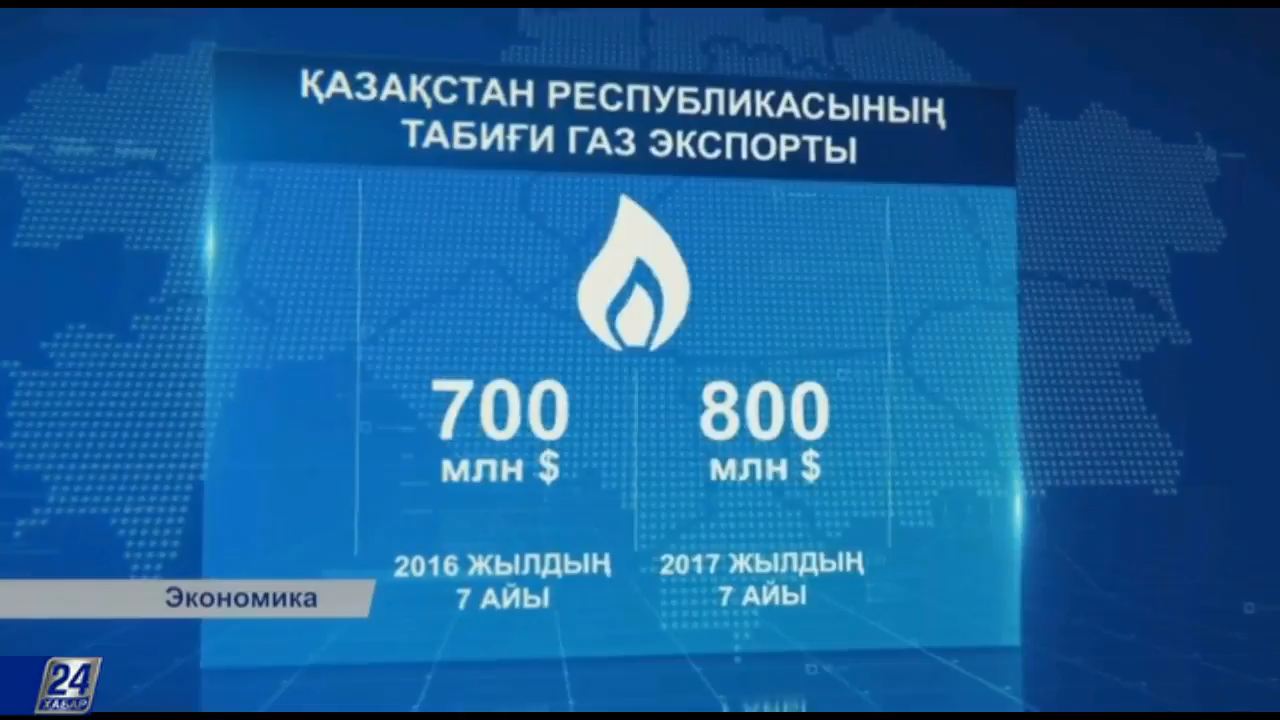 ҚАЗАҚСТАН РЕСПУБЛИКАСЫНЫҢ
ТАБИҒИ ГАЗ ЭКСПОРТЫ
700
млн $
800
млн $
2016 ЖЫЛДЫҢ
7 АЙЫ
2017 ЖЫЛДЫҢ
7 АЙЫ
Экономика
24
ХАБАР